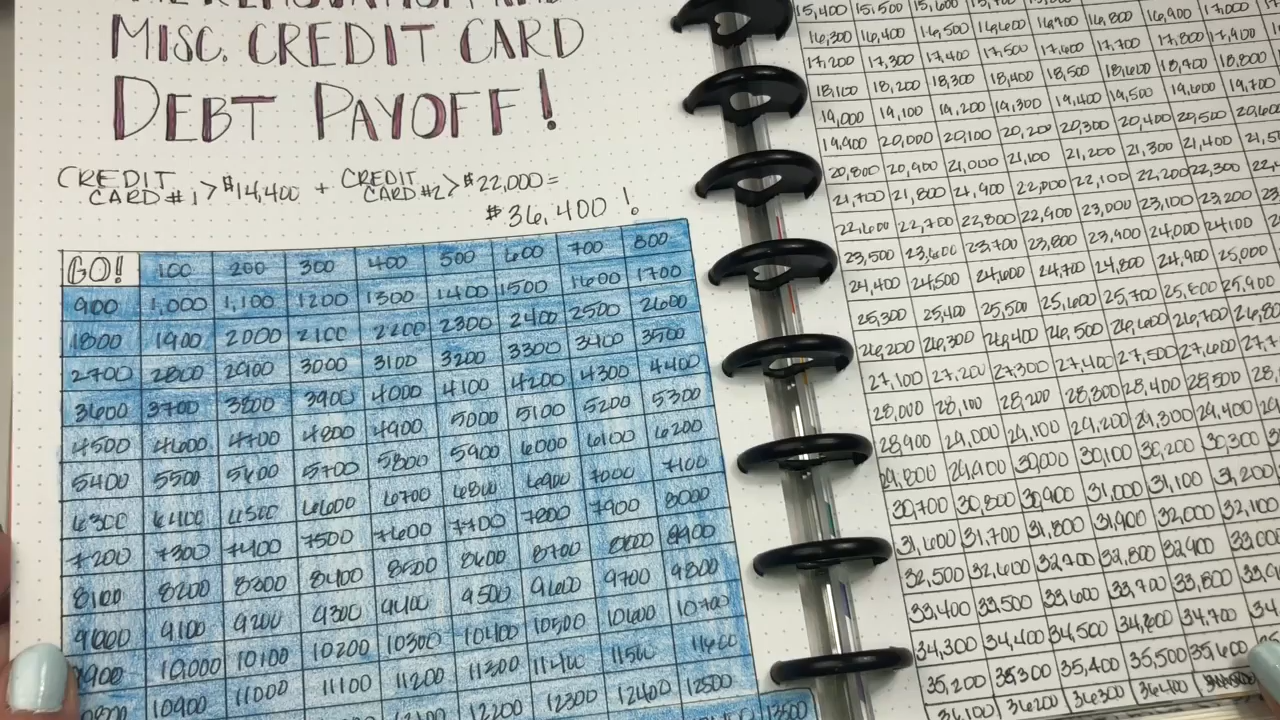 MISC. CREDIT CARD
DEBT PAYOFF!
CREDIT CARD #1 > $14,400 + CREDIT CARD #2 > $22,000 =
$36,400 !
GO! 100 200 300 400 500 600 700 800
900 1,000 1,100 1200 1300 1400 1500 1600 1700
1800 1900 2000 2100 2200 2300 2400 2500 2600
2700 2800 2900 3000 3100 3200 3300 3400 3500
3600 3700 3800 3900 4000 4100 4200 4300 4400
4500 4600 4700 4800 4900 5000 5100 5200 5300
5400 5500 5600 5700 5800 5900 6000 6100 6200
6300 6400 6500 6600 6700 6800 6900 7000 7100
7200 7300 7400 7500 7600 7700 7800 7900 8000
8100 8200 8300 8400 8500 8600 8700 8800 8900
9000 9100 9200 9300 9400 9500 9600 9700 9800
9900 10,000 10100 10200 10300 10400 10500 10600 10700
10900 11000 11100 11200 11300 11400 11500 11600
12200 12300 12400 12500
13500
15,400 15,500 15,600
16,300 16,400 16,500 16,600 16,700 16,800 16,900 17,000
17,200 17,300 17,400 17,500 17,600 17,700 17,800 17,900
18,100 18,200 18,300 18,400 18,500 18,600 18,700 18,800
19,000 19,100 19,200 19,300 19,400 19,500 19,600 19,700
19,900 20,000 20,100 20,200 20,300 20,400 20,500
20,800 20,900 21,000 21,100 21,200 21,300 21,400
21,700 21,800 21,900 22,000 22,100 22,200 22,300
22,600 22,700 22,800 22,900 23,000 23,100 23,200
23,500 23,600 23,700 23,800 23,900 24,000 24,100
24,400 24,500 24,600 24,700 24,800 24,900 25,000
25,300 25,400 25,500 25,600 25,700 25,800 25,900
26,200 26,300 26,400 26,500 26,600 26,700
27,100 27,200 27,300 27,400 27,500 27,600
28,000 28,100 28,200 28,300 28,400 28,500
28,900 29,000 29,100 29,200 29,300 29,400
29,800 29,900 30,000 30,100 30,200 30,300
30,700 30,800 30,900 31,000 31,100 31,200
31,600 31,700 31,800 31,900 32,000 32,100
32,500 32,600 32,700 32,800 32,900
33,400 33,500 33,600 33,700 33,800
34,300 34,400 34,500 34,600 34,700
35,200 35,300 35,400 35,500 35,600
36,100 36,200 36,300 36,400